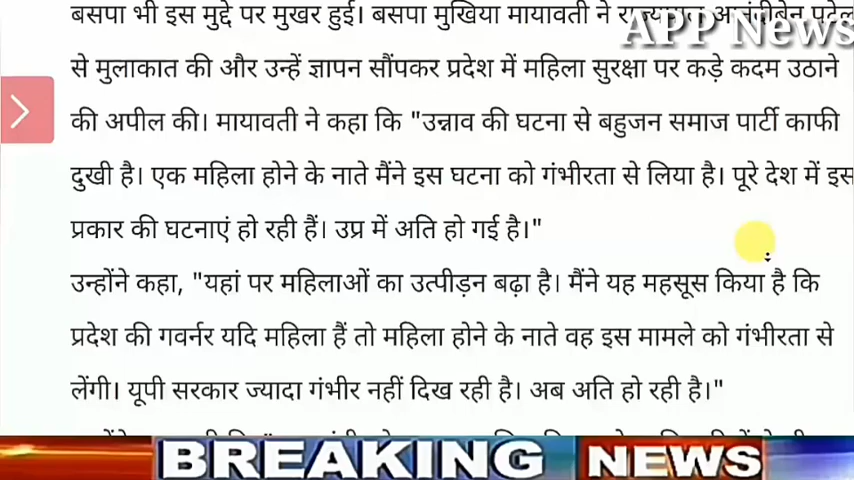 बसपा भी इस मुद्दे पर मुखर हुई। बसपा मुखिया मायावती ने राज्यपाल आनंदीबेन पटेल
APP News
से मुलाकात की और उन्हें ज्ञापन सौंपकर प्रदेश में महिला सुरक्षा पर कड़े कदम उठाने
की अपील की। मायावती ने कहा कि "उन्नाव की घटना से बहुजन समाज पार्टी काफी
दुखी है। एक महिला होने के नाते मैंने इस घटना को गंभीरता से लिया है। पूरे देश में इस
प्रकार की घटनाएं हो रही हैं। उप्र में अति हो गई है।"
उन्होंने कहा, "यहां पर महिलाओं का उत्पीड़न बढ़ा है। मैंने यह महसूस किया है कि
प्रदेश की गवर्नर यदि महिला हैं तो महिला होने के नाते वह इस मामले को गंभीरता से
लेंगी। यूपी सरकार ज्यादा गंभीर नहीं दिख रही है। अब अति हो रही है।"
BREAKING NEWS